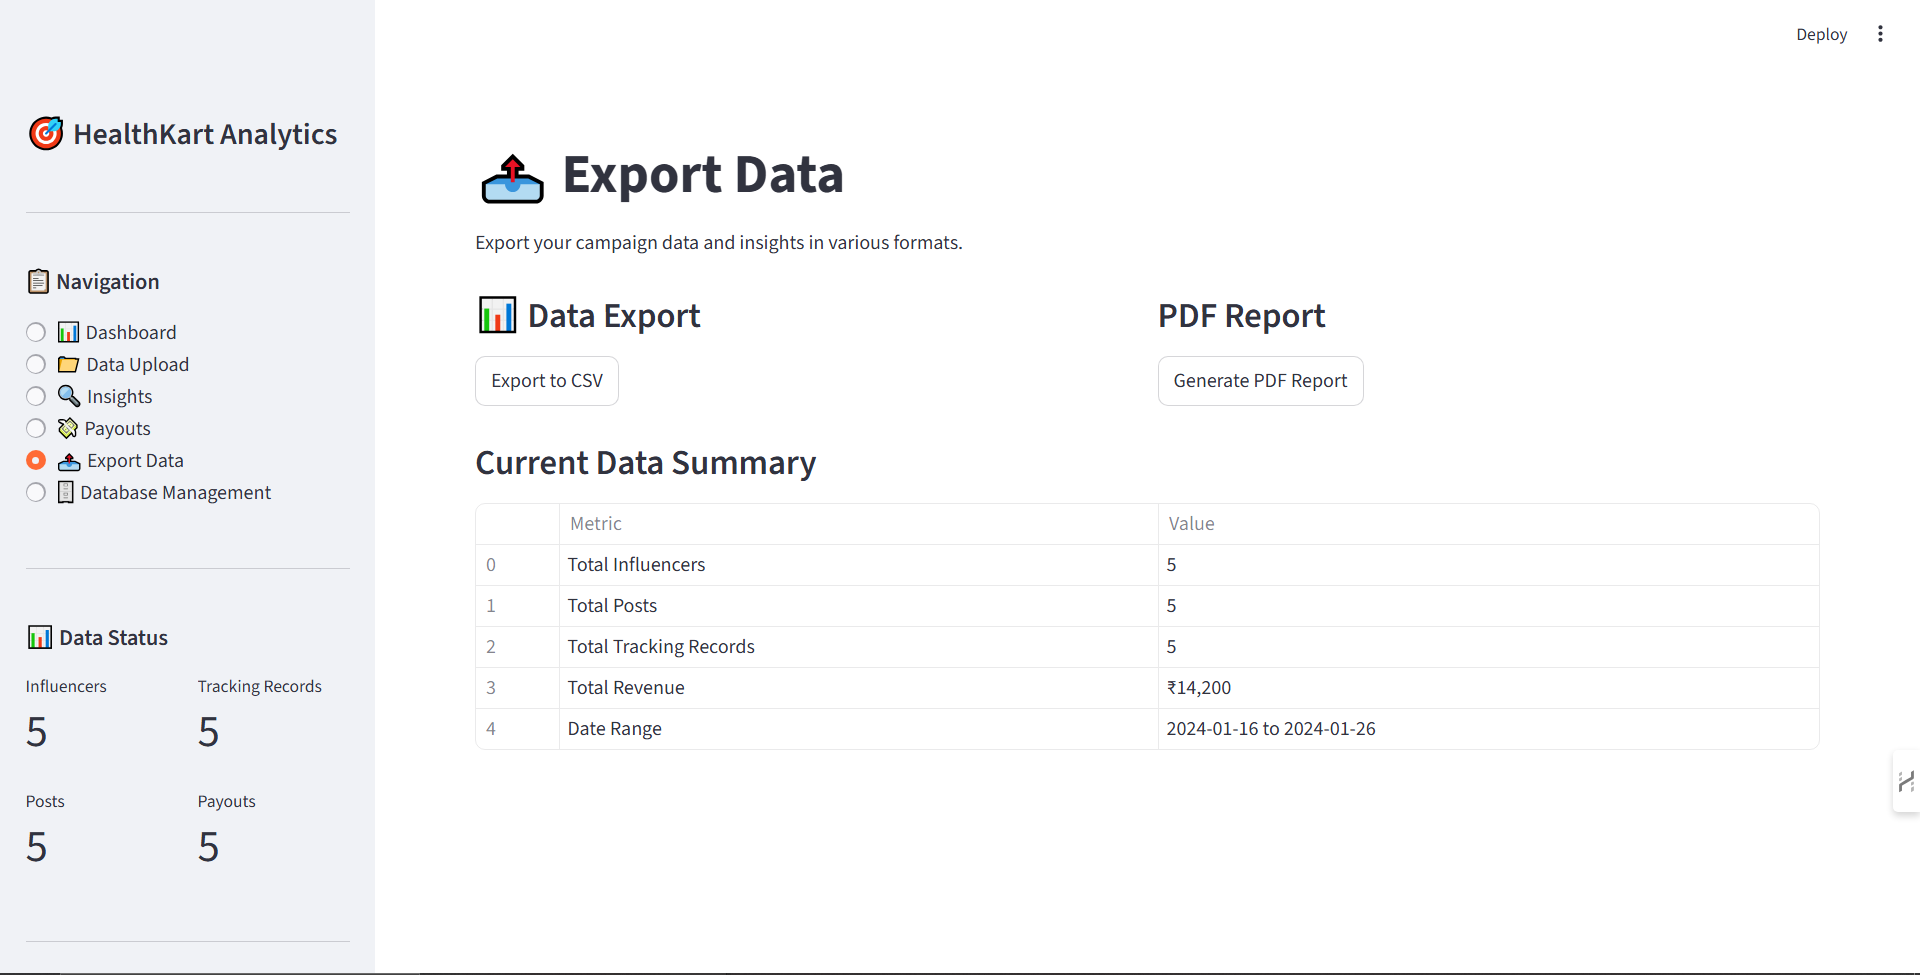 Deploy
HealthKart Analytics
Navigation
Dashboard
Data Upload
Insights
Payouts
Export Data
Database Management
Data Status
Influencers
5
Tracking Records
5
Posts
5
Payouts
5
Export Data
Export your campaign data and insights in various formats.
Data Export
Export to CSV
PDF Report
Generate PDF Report
Current Data Summary
Metric Value
0 Total Influencers 5
1 Total Posts 5
2 Total Tracking Records 5
3 Total Revenue ₹14,200
4 Date Range 2024-01-16 to 2024-01-26